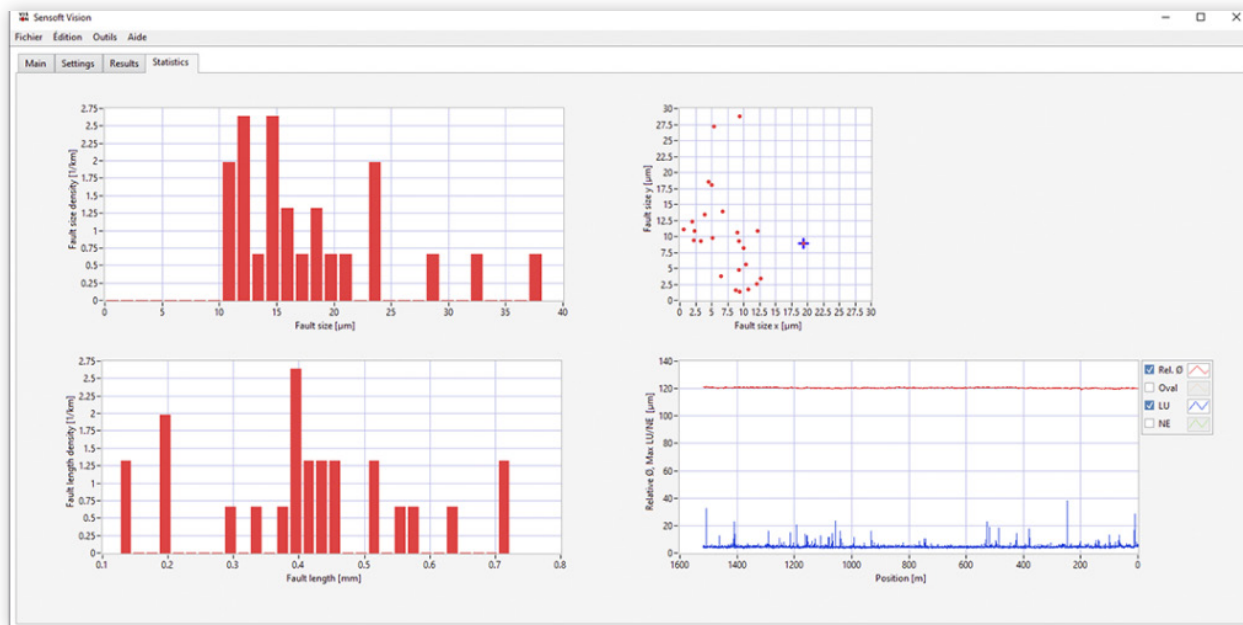 Sensoft Vision
Fichier Édition Outils Aide
Main Settings Results Statistics
Fault size density [1/km]
2.75
2.5
2.25
2
1.75
1.5
1.25
1
0.75
0.5
0.25
0
0 5 10 15 20 25 30 35 40
Fault size [µm]
Fault size y [µm]
30
27.5
25
22.5
20
17.5
15
12.5
10
7.5
5
2.5
0
0 2.5 5 7.5 10 12.5 15 17.5 20 22.5 25 27.5 30
Fault size x [µm]
Fault length density [1/km]
2.75
2.5
2.25
2
1.75
1.5
1.25
1
0.75
0.5
0.25
0
0.1 0.2 0.3 0.4 0.5 0.6 0.7 0.8
Fault length [mm]
Relative Ø, Max LU/NE [µm]
140
120
100
80
60
40
20
0
1600 1400 1200 1000 800 600 400 200 0
Position [m]
Rel. Ø
Oval
LU
NE